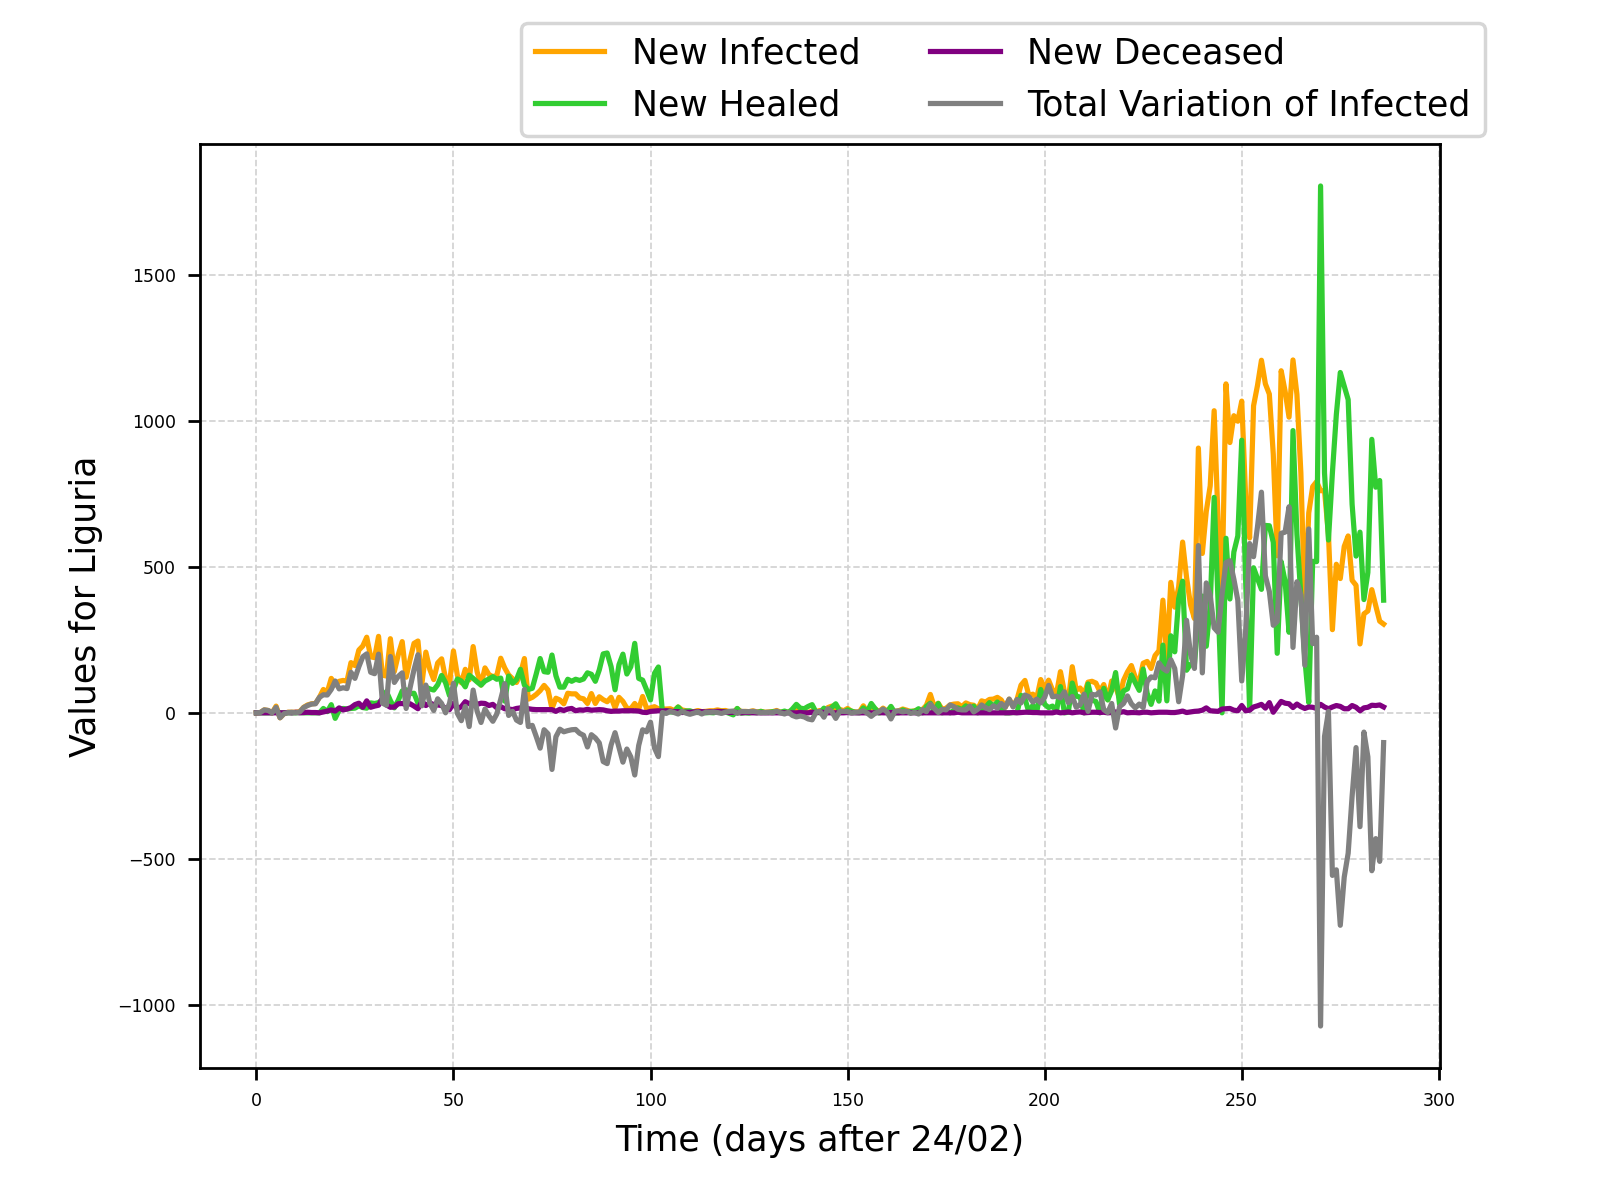 New Infected
New Healed
New Deceased
Total Variation of Infected
Values for Liguria
1500
1000
500
0
−500
−1000
0 50 100 150 200 250 300
Time (days after 24/02)